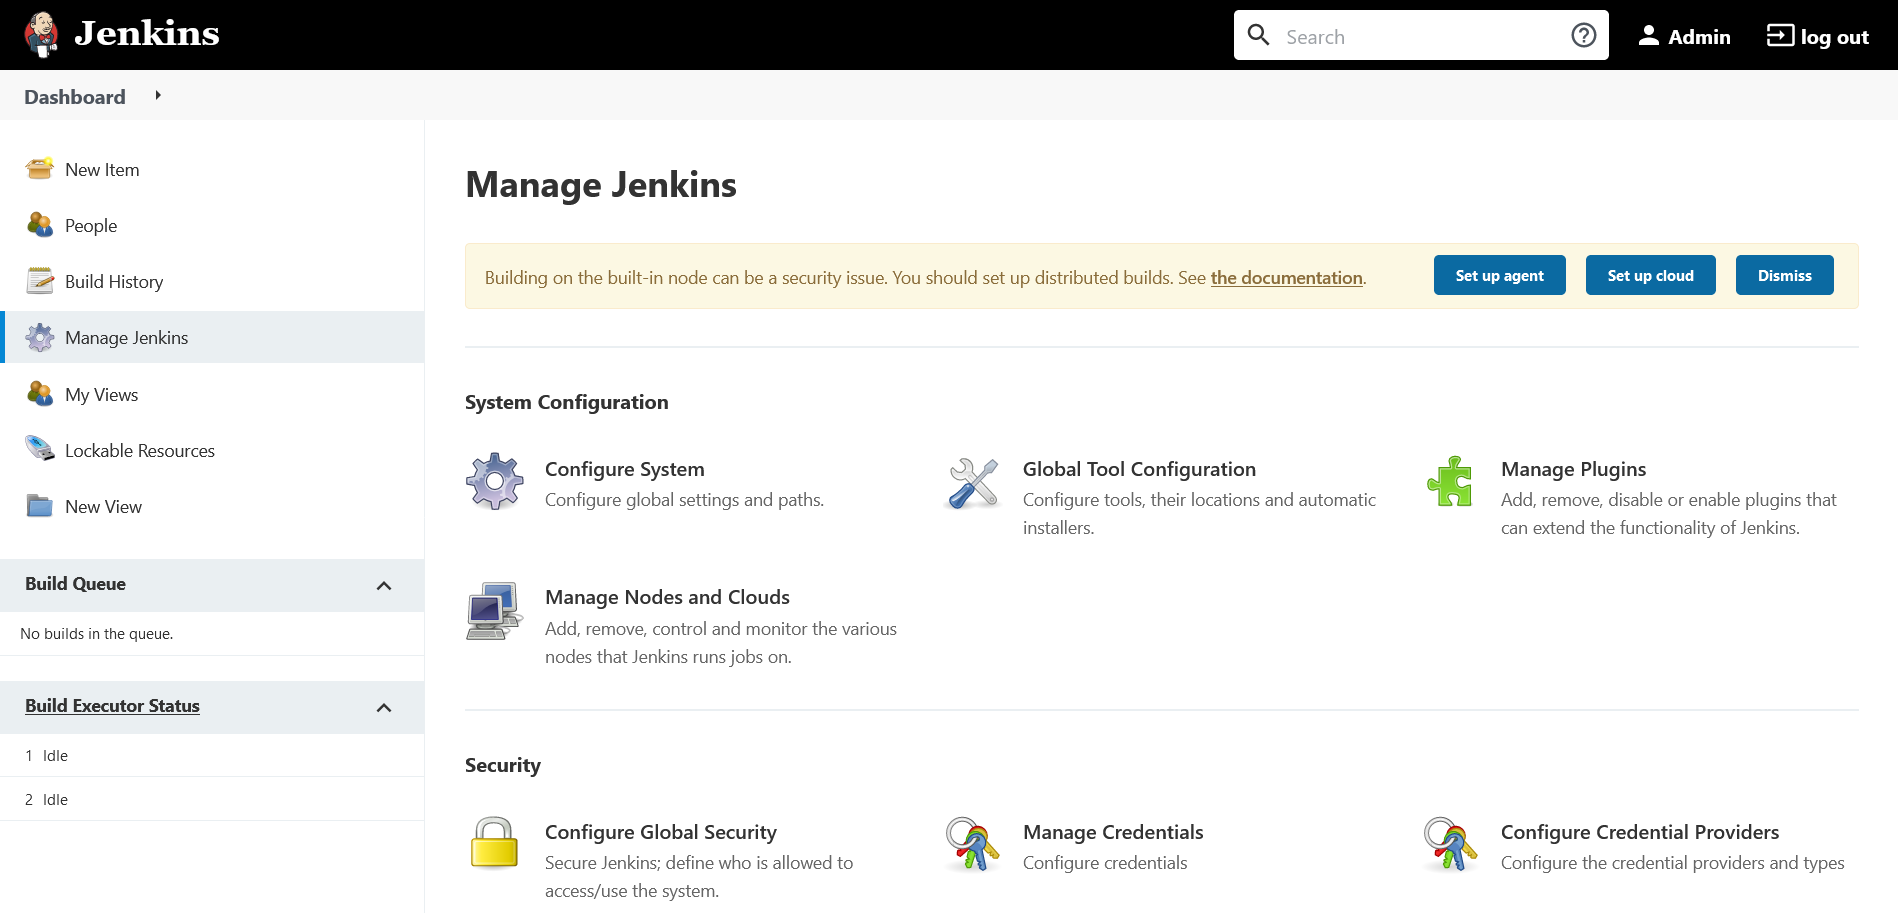 Jenkins
Search
Admin
log out
Dashboard
New Item
People
Build History
Manage Jenkins
My Views
Lockable Resources
New View
Build Queue
No builds in the queue.
Build Executor Status
1 Idle
2 Idle
Manage Jenkins
Building on the built-in node can be a security issue. You should set up distributed builds. See the documentation.
Set up agent
Set up cloud
Dismiss
System Configuration
Configure System
Configure global settings and paths.
Global Tool Configuration
Configure tools, their locations and automatic
installers.
Manage Plugins
Add, remove, disable or enable plugins that
can extend the functionality of Jenkins.
Manage Nodes and Clouds
Add, remove, control and monitor the various
nodes that Jenkins runs jobs on.
Security
Configure Global Security
Secure Jenkins; define who is allowed to
access/use the system.
Manage Credentials
Configure credentials
Configure Credential Providers
Configure the credential providers and types